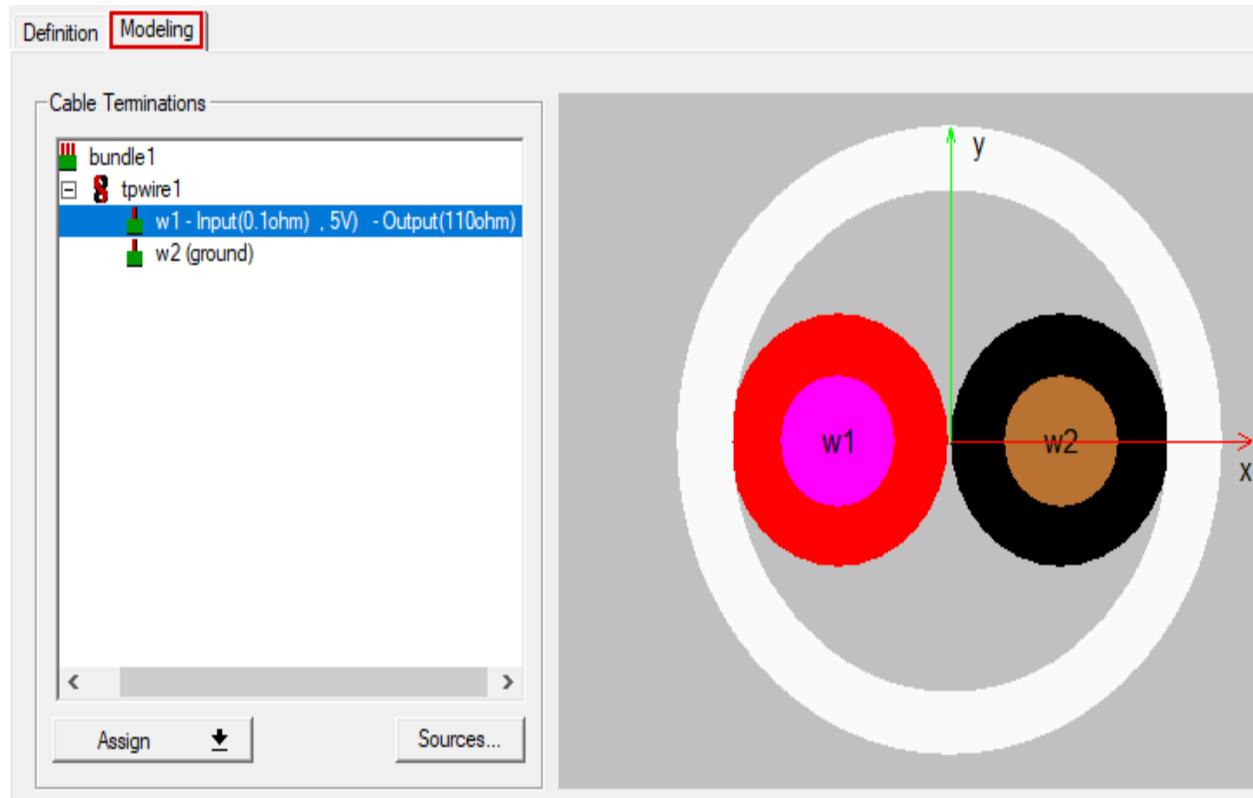 Definition
Modeling
Cable Terminations
bundle1
tpwire1
w1 - Input(0.1ohm) , 5V) - Output(110ohm)
w2 (ground)
Assign
Sources...
y
w1
w2
x